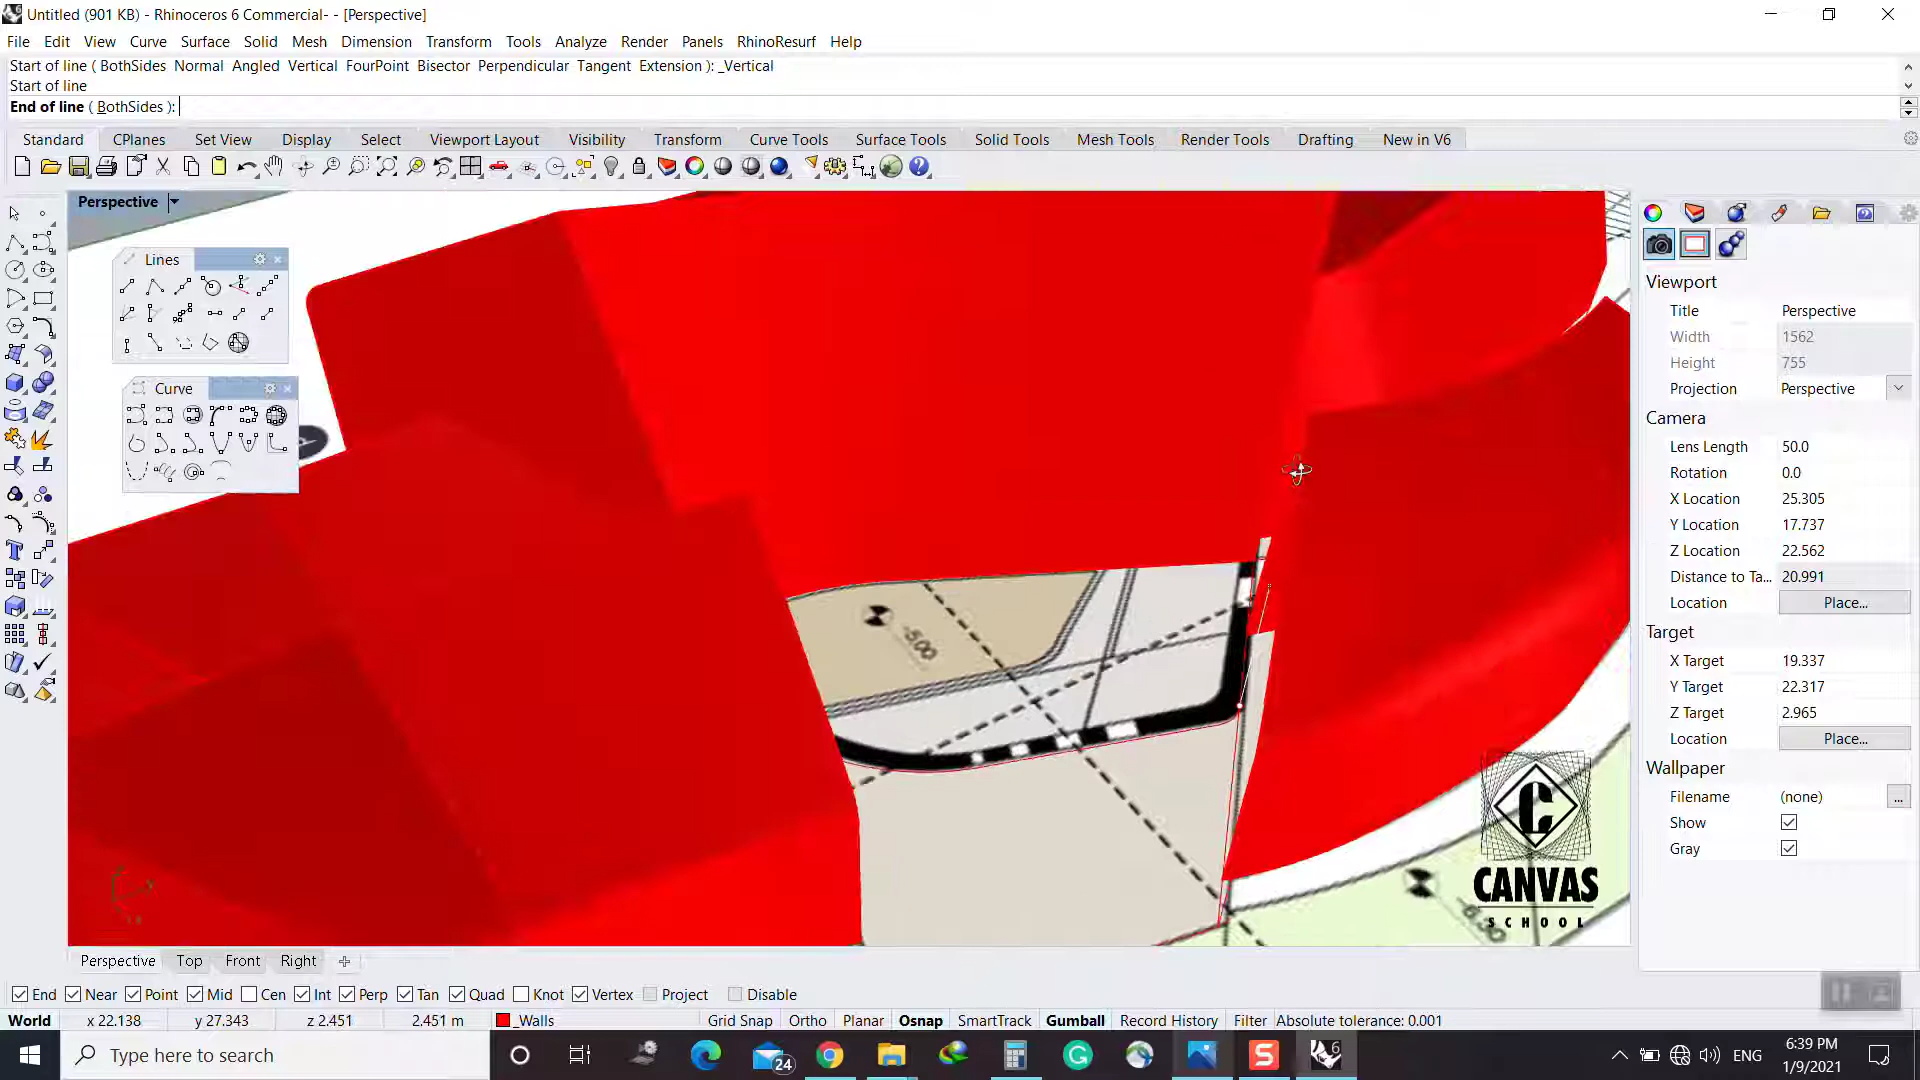 Untitled (901 KB) - Rhinoceros 6 Commercial- - [Perspective]
File Edit View Curve Surface Solid Mesh Dimension Transform Tools Analyze Render Panels RhinoResurf Help
Start of line ( BothSides Normal Angled Vertical FourPoint Bisector Perpendicular Tangent Extension ): _Vertical
Start of line
End of line ( BothSides ):
Standard CPlanes Set View Display Select Viewport Layout Visibility Transform Curve Tools Surface Tools Solid Tools Mesh Tools Render Tools Drafting New in V6
Perspective
Lines
Curve
-5.00
CANVAS
SCHOOL
Viewport
Title Perspective
Width 1562
Height 755
Projection Perspective
Camera
Lens Length 50.0
Rotation 0.0
X Location 25.305
Y Location 17.737
Z Location 22.562
Distance to Ta... 20.991
Location Place...
Target
X Target 19.337
Y Target 22.317
Z Target 2.965
Location Place...
Wallpaper
Filename (none) ...
Show
Gray
Perspective Top Front Right
End Near Point Mid Cen Int Perp Tan Quad Knot Vertex Project Disable
World x 22.138 y 27.343 z 2.451 2.451 m _Walls Grid Snap Ortho Planar Osnap SmartTrack Gumball Record History Filter Absolute tolerance: 0.001
Type here to search
24
ENG
6:39 PM
1/9/2021